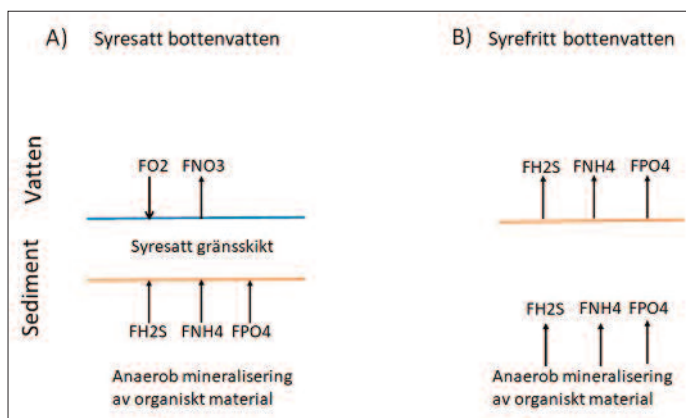 A) Syresatt bottenvatten
B) Syrefritt bottenvatten
Vatten
FO2 FNO3
FH2S FNH4 FPO4
Syresatt gränsskikt
Sediment
FH2S FNH4 FPO4
FH2S FNH4 FPO4
Anaerob mineralisering
av organiskt material
Anaerob mineralisering
av organiskt material